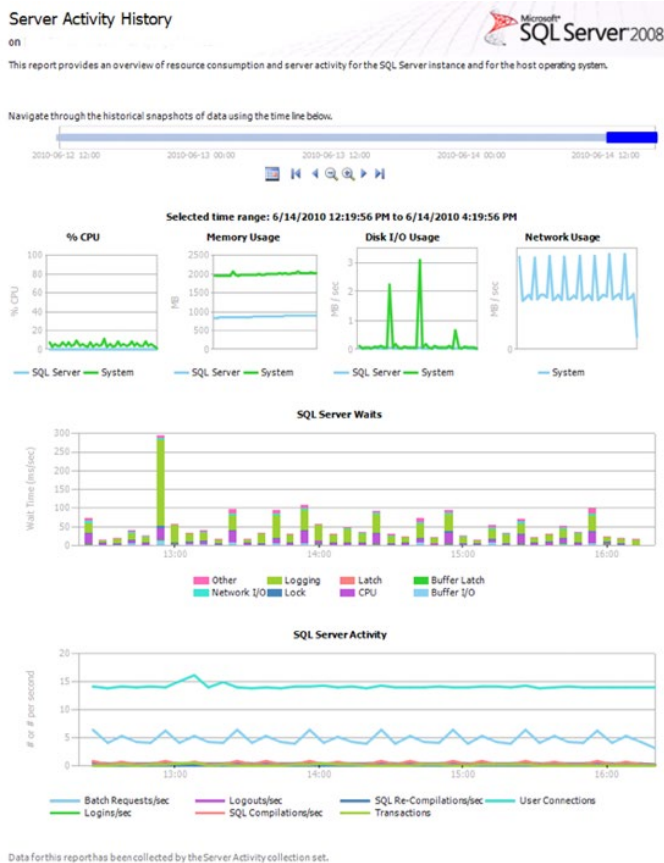 Server Activity History
Microsoft®
SQL Server® 2008
on
This report provides an overview of resource consumption and server activity for the SQL Server instance and for the host operating system.
Navigate through the historical snapshots of data using the time line below.
2010-06-12 12:00 2010-06-13 00:00 2010-06-13 12:00 2010-06-14 00:00 2010-06-14 12:00
Selected time range: 6/14/2010 12:19:56 PM to 6/14/2010 4:19:56 PM
% CPU
100
80
60
40
20
0
% CPU
SQL Server System
Memory Usage
2500
2000
1500
1000
500
0
MB
SQL Server System
Disk I/O Usage
3
2
1
0
MB / sec
SQL Server System
Network Usage
0
MB / sec
System
SQL Server Waits
300
250
200
150
100
50
0
Wait Time (ms/sec)
13:00 14:00 15:00 16:00
Other Logging Latch Buffer Latch
Network I/O Lock CPU Buffer I/O
SQL Server Activity
20
15
10
5
0
# or # per second
13:00 14:00 15:00 16:00
Batch Requests/sec Logouts/sec SQL Re-Compilations/sec User Connections
Logins/sec SQL Compilations/sec Transactions
Data for this report has been collected by the Server Activity collection set.